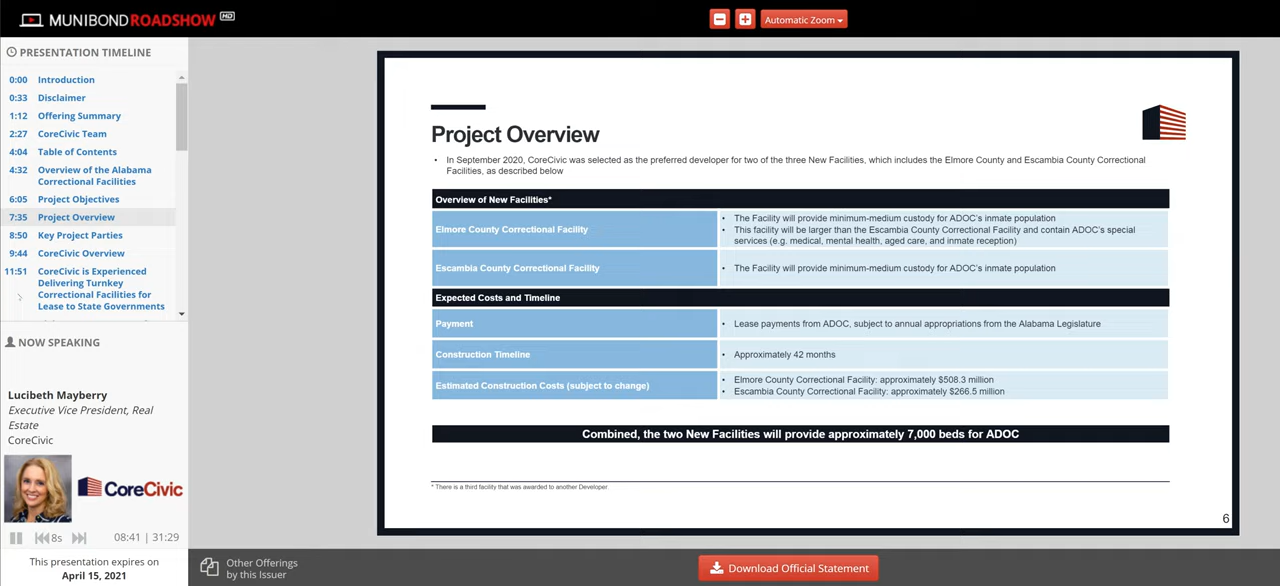 MUNIBONDROADSHOW HD
Automatic Zoom
PRESENTATION TIMELINE
0:00 Introduction
0:33 Disclaimer
1:12 Offering Summary
2:27 CoreCivic Team
4:04 Table of Contents
4:32 Overview of the Alabama
Correctional Facilities
6:05 Project Objectives
7:35 Project Overview
8:50 Key Project Parties
9:44 CoreCivic Overview
11:51 CoreCivic is Experienced
Delivering Turnkey
Correctional Facilities for
Lease to State Governments
NOW SPEAKING
Lucibeth Mayberry
Executive Vice President, Real
Estate
CoreCivic
CoreCivic
8s 08:41 | 31:29
This presentation expires on
April 15, 2021
Project Overview
• In September 2020, CoreCivic was selected as the preferred developer for two of the three New Facilities, which includes the Elmore County and Escambia County Correctional
Facilities, as described below
Overview of New Facilities*
Elmore County Correctional Facility
• The Facility will provide minimum-medium custody for ADOC's inmate population
• This facility will be larger than the Escambia County Correctional Facility and contain ADOC's special
services (e.g. medical, mental health, aged care, and inmate reception)
Escambia County Correctional Facility
• The Facility will provide minimum-medium custody for ADOC's inmate population
Expected Costs and Timeline
Payment
• Lease payments from ADOC, subject to annual appropriations from the Alabama Legislature
Construction Timeline
• Approximately 42 months
Estimated Construction Costs (subject to change)
• Elmore County Correctional Facility: approximately $508.3 million
• Escambia County Correctional Facility: approximately $266.5 million
Combined, the two New Facilities will provide approximately 7,000 beds for ADOC
* There is a third facility that was awarded to another Developer.
6
Other Offerings
by this Issuer
Download Official Statement